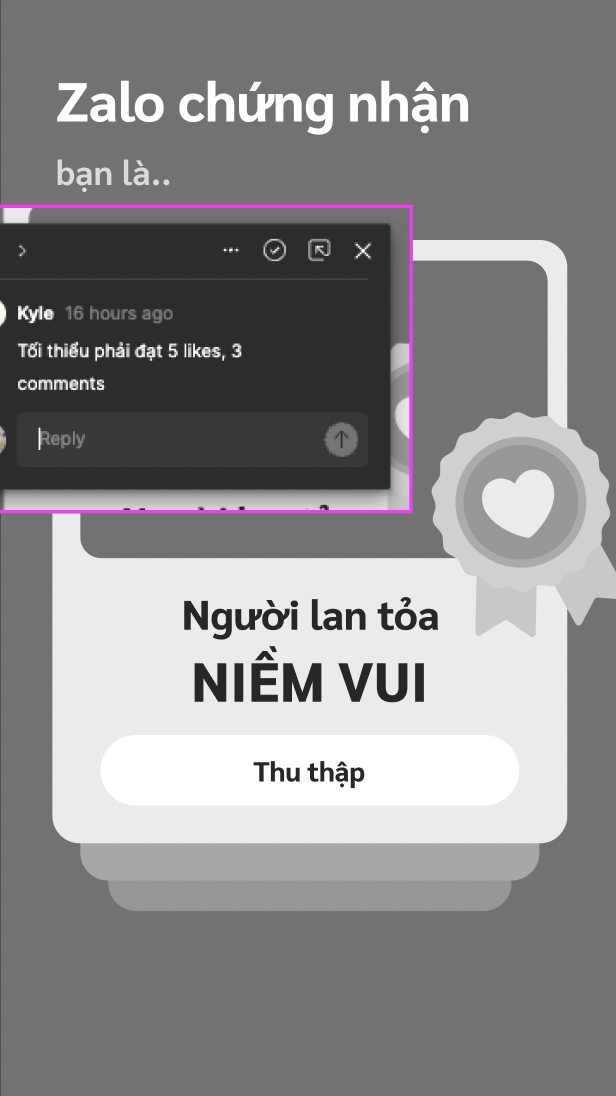 Zalo chứng nhận
bạn là..
Kyle 16 hours ago
Tối thiểu phải đạt 5 likes, 3
comments
Reply
Người lan tỏa
NIỀM VUI
Thu thập